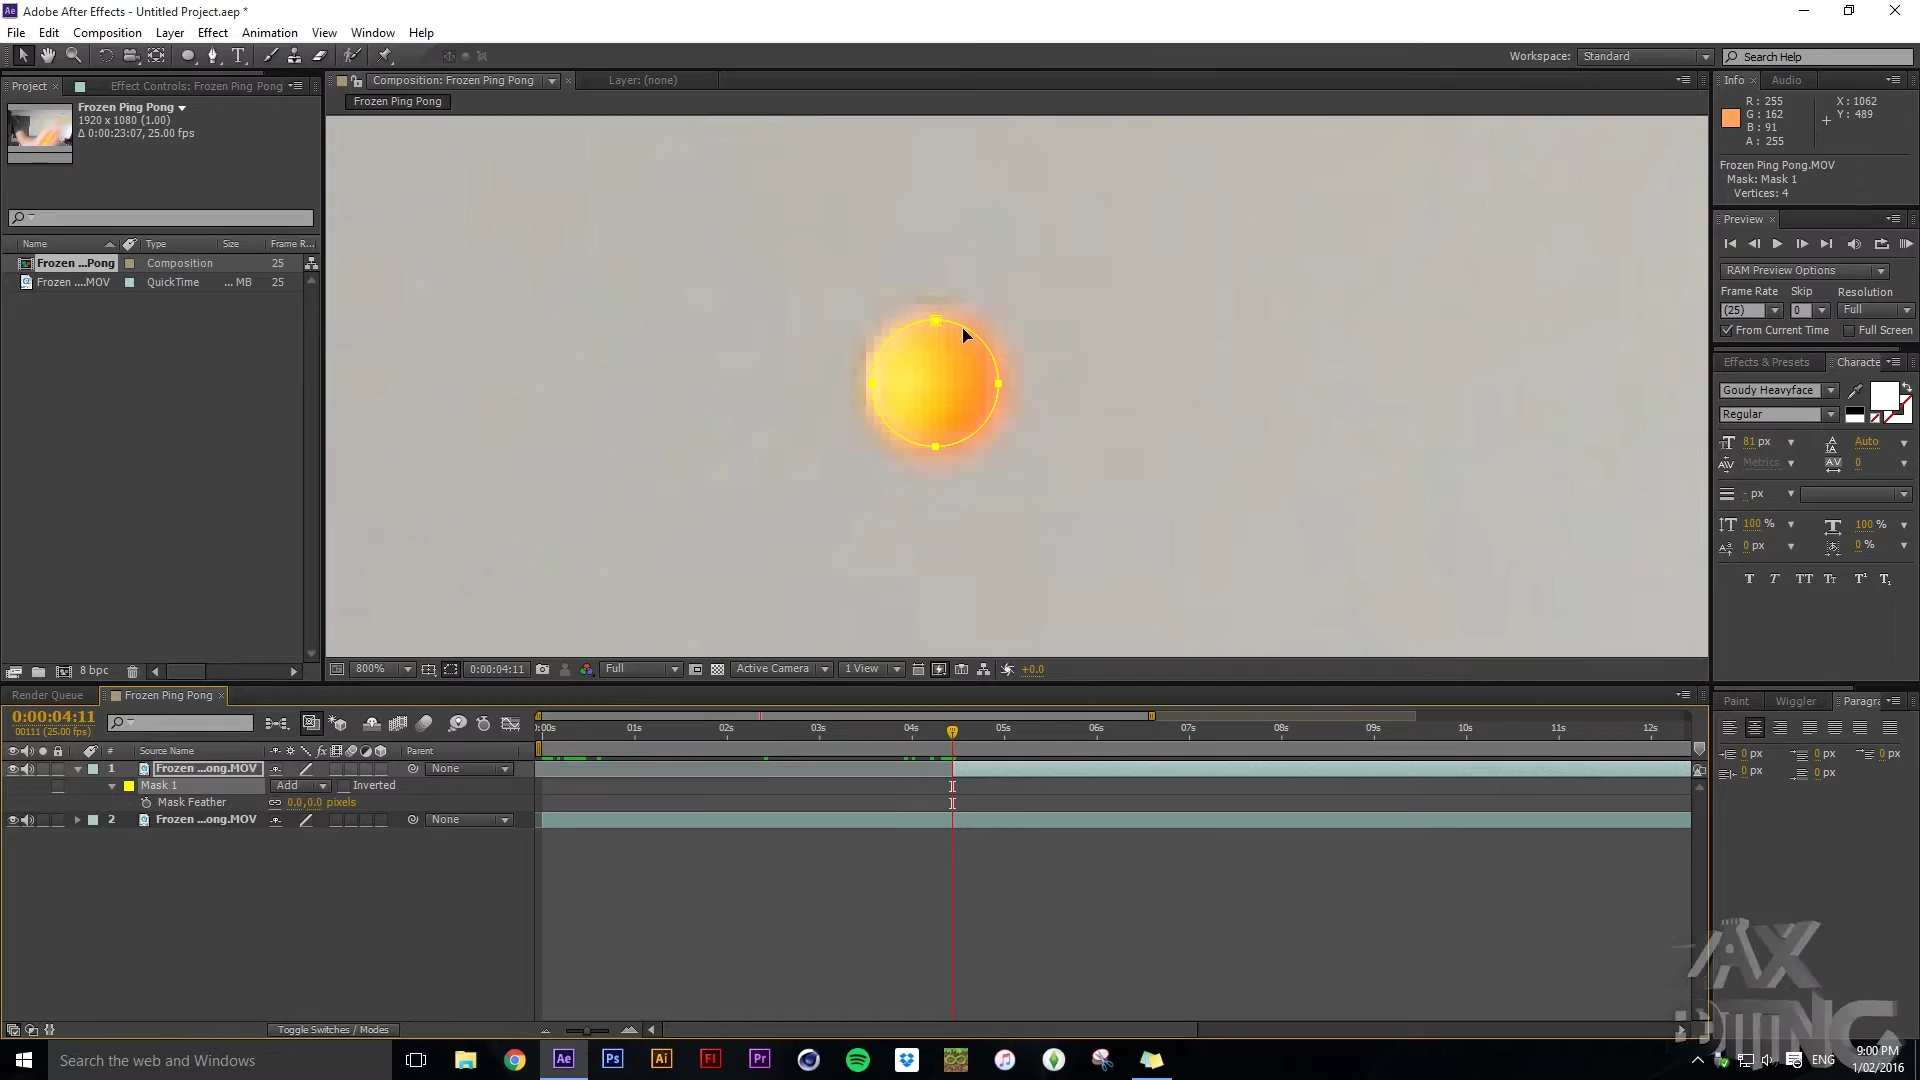 Adobe After Effects - Untitled Project.aep *
File Edit Composition Layer Effect Animation View Window Help
Workspace: Standard Search Help
Project × Effect Controls: Frozen Ping Pong
Composition: Frozen Ping Pong × Layer: (none)
Info × Audio
Frozen Ping Pong
1920 x 1080 (1.00)
Δ 0:00:23:07, 25.00 fps
Frozen Ping Pong
R: 255
G: 162
B: 91
A: 255
X: 1062
Y: 489
Frozen Ping Pong.MOV
Mask: Mask 1
Vertices: 4
Preview ×
Name Type Size Frame R...
Frozen ...Pong Composition 25
Frozen ....MOV QuickTime ... MB 25
RAM Preview Options
Frame Rate Skip Resolution
(25) 0 Full
From Current Time Full Screen
Effects & Presets Characte
Goudy Heavyface
Regular
81 px Auto
Metrics 0
- px
100 % 100 %
0 px 0 %
T T TT Tt T¹ T₁
8 bpc
800% 0:00:04:11 Full Active Camera 1 View +0.0
Render Queue Frozen Ping Pong ×
Paint Wiggler Paragra
0:00:04:11
00111 (25.00 fps)
0:00s 01s 02s 03s 04s 05s 06s 07s 08s 09s 10s 11s 12s
# Source Name fx Parent
1 Frozen ...ong.MOV None
Mask 1 Add Inverted
Mask Feather 0.0,0.0 pixels
2 Frozen ...ong.MOV None
0 px 0 px 0 px
0 px 0 px
Toggle Switches / Modes
AX
DITING
Search the web and Windows
Ae Ps Ai Fl Pr
ENG
9:00 PM
1/02/2016